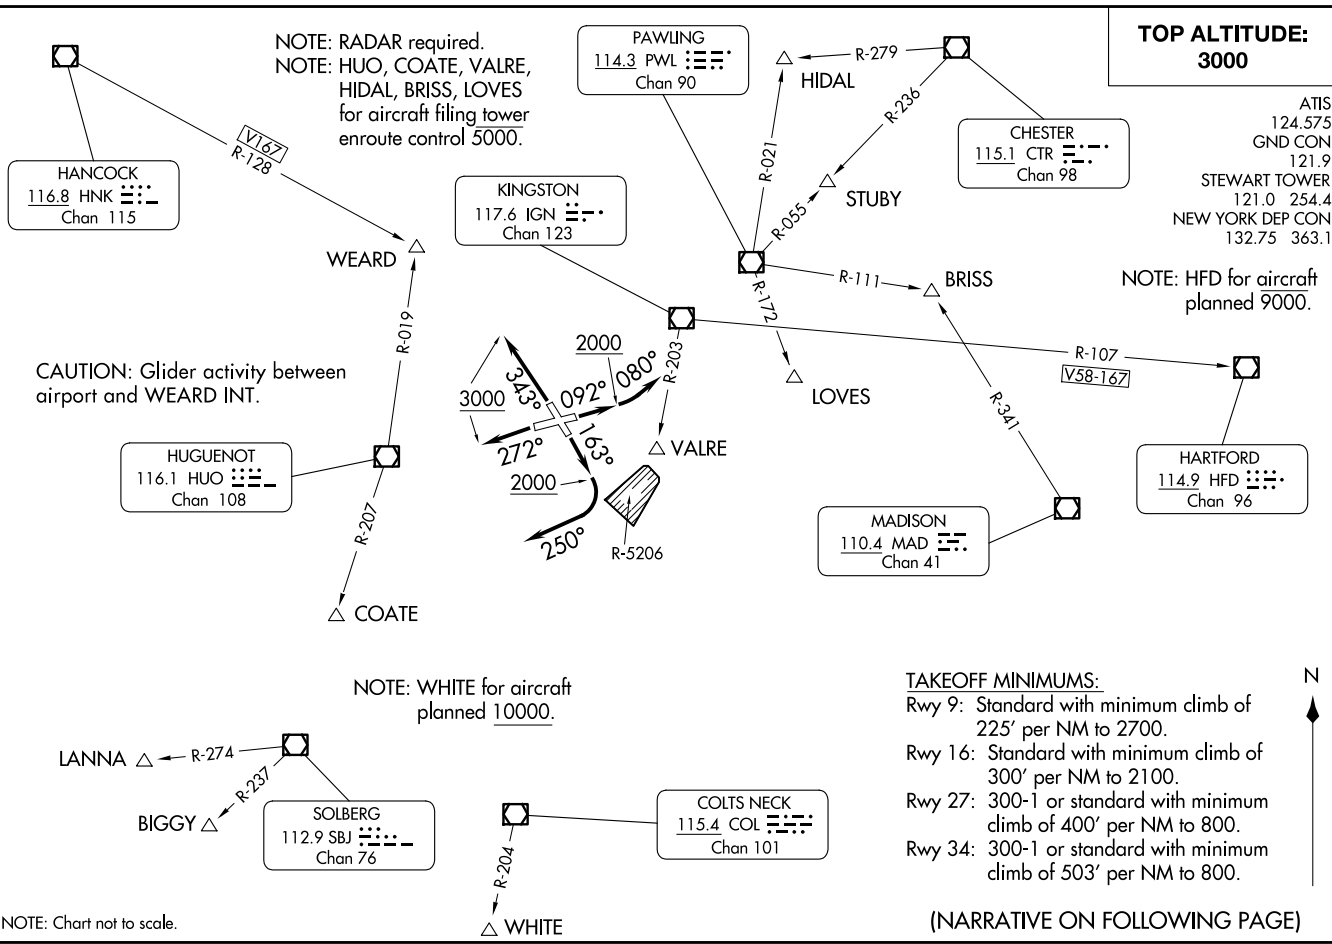 TOP ALTITUDE:
3000
ATIS
124.575
GND CON
121.9
STEWART TOWER
121.0 254.4
NEW YORK DEP CON
132.75 363.1
NOTE: RADAR required.
NOTE: HUO, COATE, VALRE,
HIDAL, BRISS, LOVES
for aircraft filing tower
enroute control 5000.
PAWLING
114.3 PWL
Chan 90
HIDAL
R-279
R-236
R-021
R-055
STUBY
CHESTER
115.1 CTR
Chan 98
HANCOCK
116.8 HNK
Chan 115
V167
R-128
WEARD
KINGSTON
117.6 IGN
Chan 123
R-111
BRISS
R-172
LOVES
NOTE: HFD for aircraft
planned 9000.
R-107
V58-167
R-019
CAUTION: Glider activity between
airport and WEARD INT.
R-203
VALRE
2000
3000
343°
092°
080°
272°
163°
2000
250°
R-5206
R-341
HUGUENOT
116.1 HUO
Chan 108
R-207
COATE
HARTFORD
114.9 HFD
Chan 96
MADISON
110.4 MAD
Chan 41
NOTE: WHITE for aircraft
planned 10000.
LANNA
R-274
R-237
BIGGY
SOLBERG
112.9 SBJ
Chan 76
COLTS NECK
115.4 COL
Chan 101
R-204
WHITE
TAKEOFF MINIMUMS:
Rwy 9: Standard with minimum climb of
225' per NM to 2700.
Rwy 16: Standard with minimum climb of
300' per NM to 2100.
Rwy 27: 300-1 or standard with minimum
climb of 400' per NM to 800.
Rwy 34: 300-1 or standard with minimum
climb of 503' per NM to 800.
N
NOTE: Chart not to scale.
(NARRATIVE ON FOLLOWING PAGE)